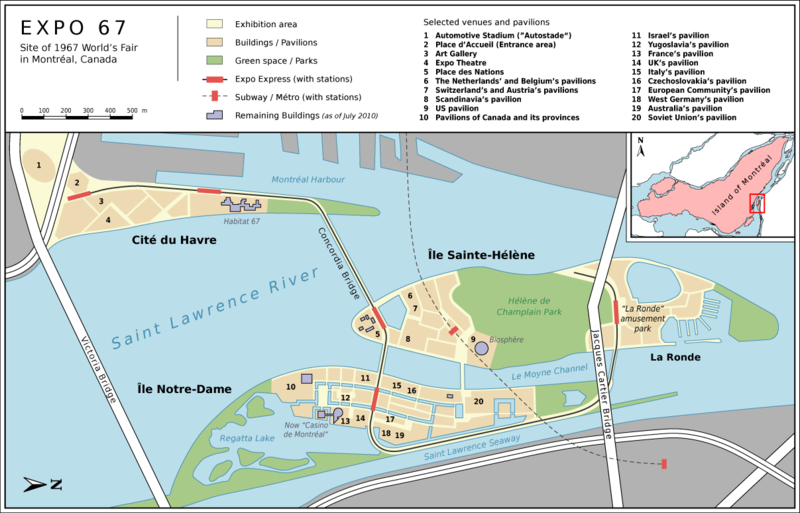 EXPO 67
Site of 1967 World's Fair
in Montréal, Canada
0 100 200 300 400 500 m
Exhibition area
Buildings / Pavilions
Green space / Parks
Expo Express (with stations)
Subway / Métro (with stations)
Remaining Buildings (as of July 2010)
Selected venues and pavilions
1 Automotive Stadium ("Autostade")
2 Place d'Accueil (Entrance area)
3 Art Gallery
4 Expo Theatre
5 Place des Nations
6 The Netherlands' and Belgium's pavilions
7 Switzerland's and Austria's pavilions
8 Scandinavia's pavilion
9 US pavilion
10 Pavilions of Canada and its provinces
11 Israel's pavilion
12 Yugoslavia's pavilion
13 France's pavilion
14 UK's pavilion
15 Italy's pavilion
16 Czechoslovakia's pavilion
17 European Community's pavilion
18 West Germany's pavilion
19 Australia's pavilion
20 Soviet Union's pavilion
N
Island of Montréal
1
2
3
4
Montréal Harbour
Habitat 67
Cité du Havre
Concordia Bridge
Saint Lawrence River
Victoria Bridge
Île Sainte-Hélène
5
6
7
8
9
Hélène de
Champlain Park
Biosphère
"La Ronde"
amusement
park
La Ronde
Jacques Cartier Bridge
Le Moyne Channel
Île Notre-Dame
10
11
12
13
14
15
16
17
18
19
20
Now "Casino
de Montréal"
Regatta Lake
Saint Lawrence Seaway
N